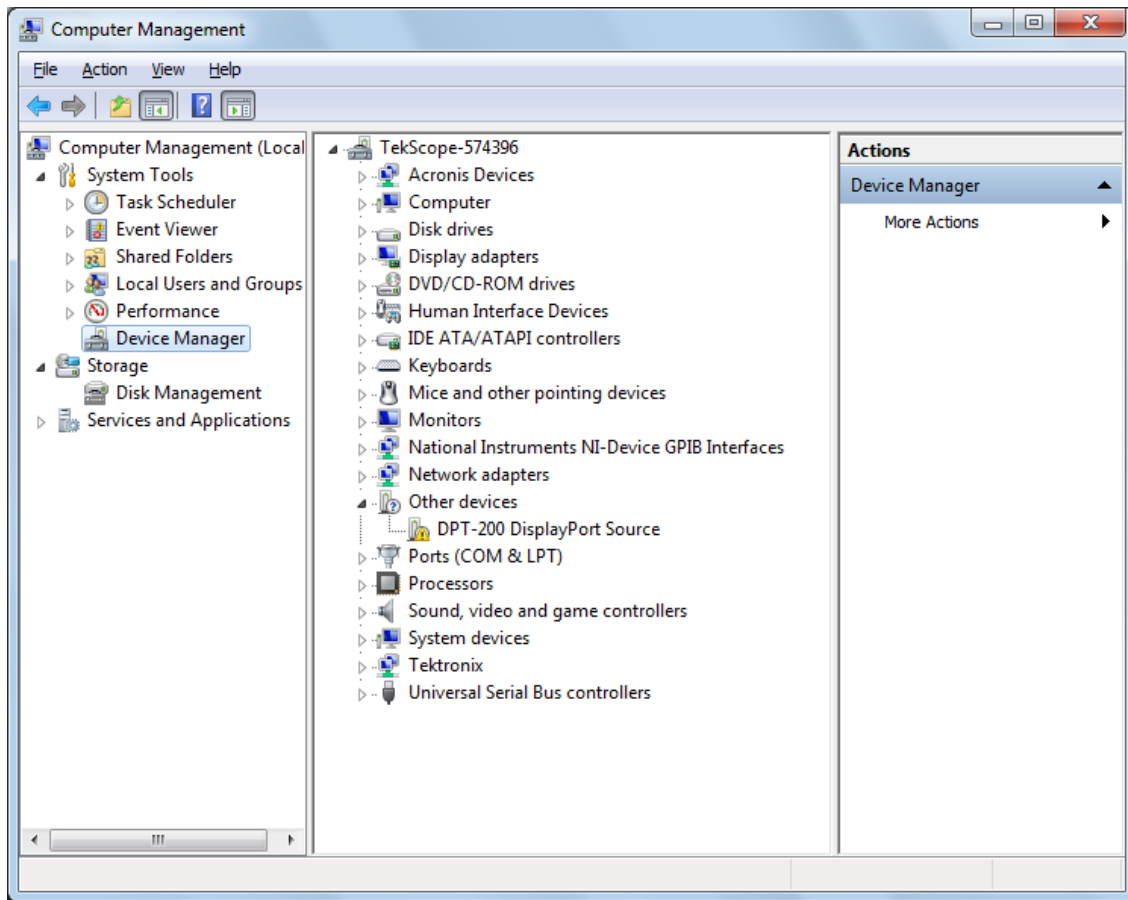 Computer Management
File Action View Help
Computer Management (Local
System Tools
Task Scheduler
Event Viewer
Shared Folders
Local Users and Groups
Performance
Device Manager
Storage
Disk Management
Services and Applications
TekScope-574396
Acronis Devices
Computer
Disk drives
Display adapters
DVD/CD-ROM drives
Human Interface Devices
IDE ATA/ATAPI controllers
Keyboards
Mice and other pointing devices
Monitors
National Instruments NI-Device GPIB Interfaces
Network adapters
Other devices
DPT-200 DisplayPort Source
Ports (COM & LPT)
Processors
Sound, video and game controllers
System devices
Tektronix
Universal Serial Bus controllers
Actions
Device Manager
More Actions